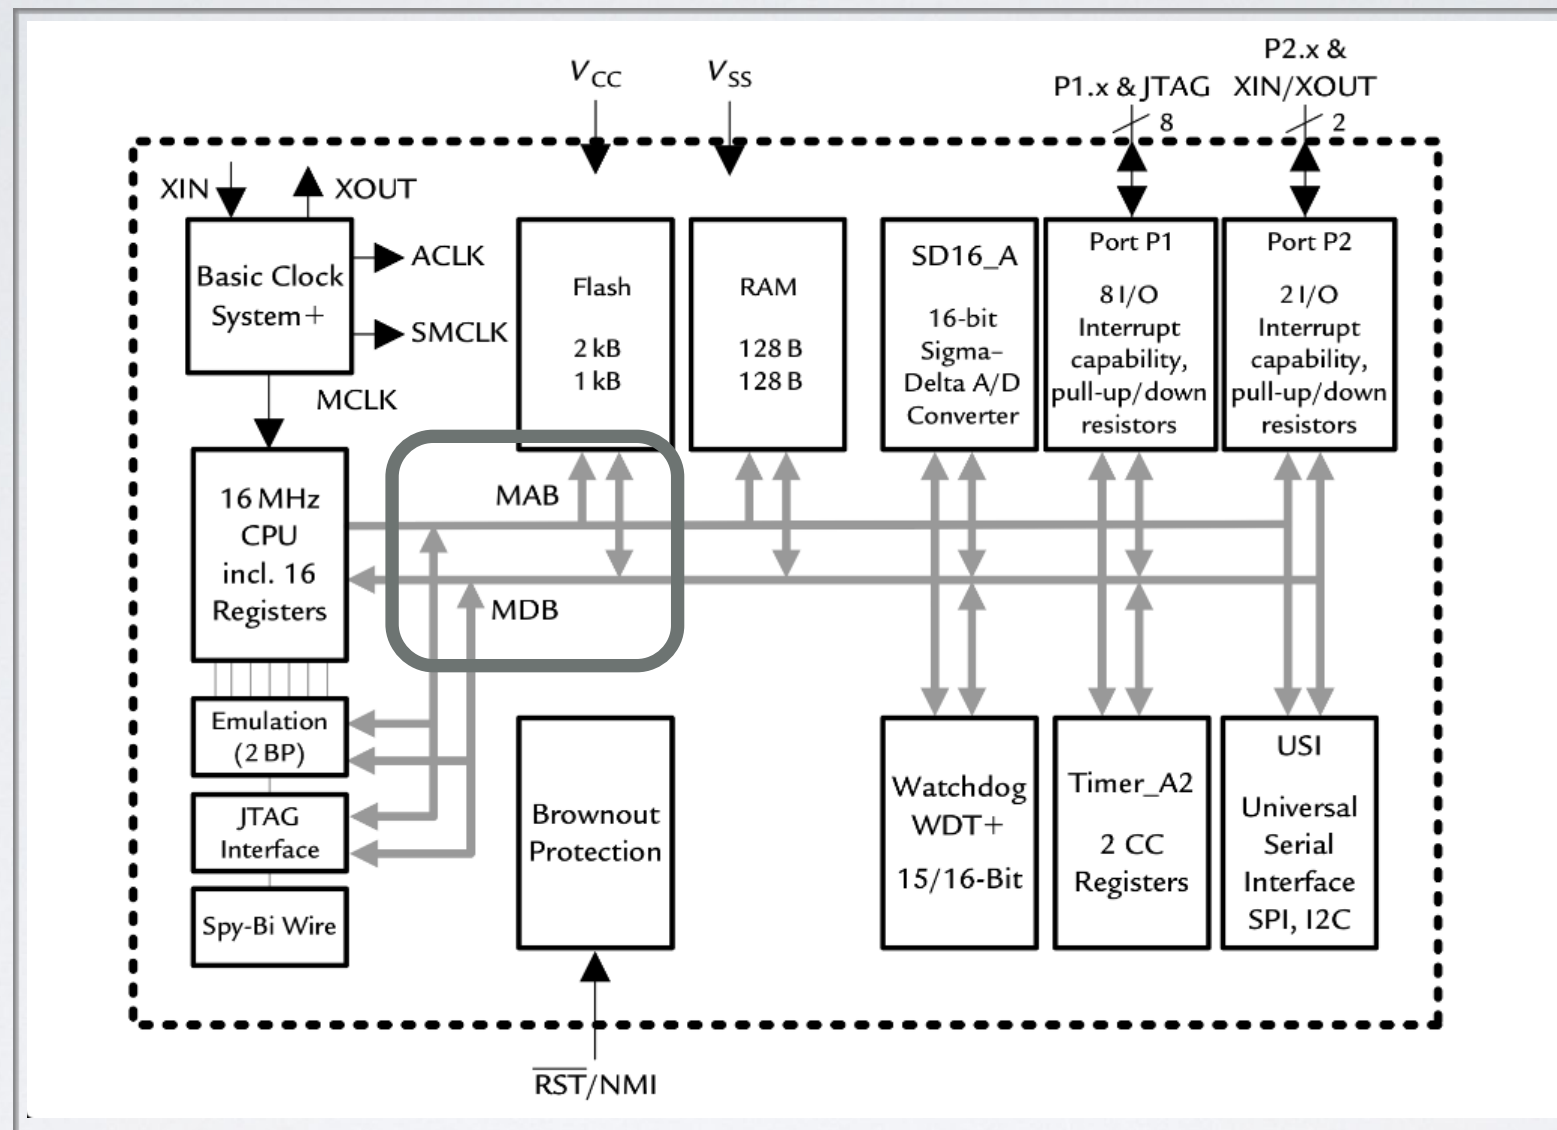 V_CC
V_SS
P1.x & JTAG
8
P2.x &
XIN/XOUT
2
XIN
XOUT
Basic Clock
System+
ACLK
SMCLK
MCLK
Flash
2 kB
1 kB
RAM
128 B
128 B
SD16_A
16-bit
Sigma–
Delta A/D
Converter
Port P1
8 I/O
Interrupt
capability,
pull-up/down
resistors
Port P2
2 I/O
Interrupt
capability,
pull-up/down
resistors
16 MHz
CPU
incl. 16
Registers
MAB
MDB
Emulation
(2 BP)
JTAG
Interface
Spy-Bi Wire
Brownout
Protection
Watchdog
WDT+
15/16-Bit
Timer_A2
2 CC
Registers
USI
Universal
Serial
Interface
SPI, I2C
R̅S̅T̅/NMI